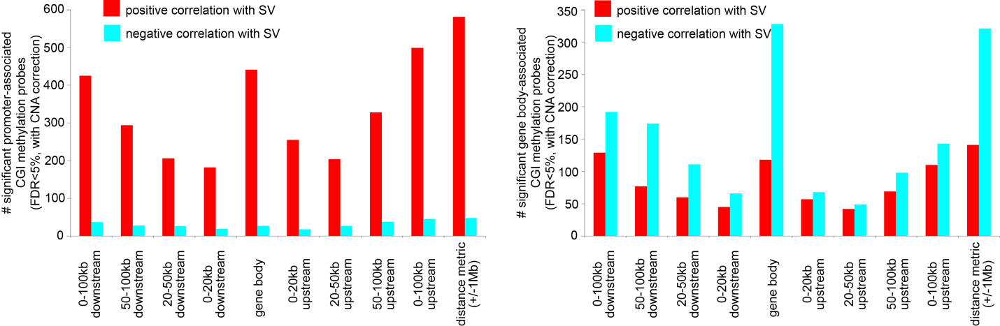 # significant promoter-associated
CGI methylation probes
(FDR<5%, with CNA correction)
600
500
400
300
200
100
0
positive correlation with SV
negative correlation with SV
0-100kb
downstream
50-100kb
downstream
20-50kb
downstream
0-20kb
downstream
gene body
0-20kb
upstream
20-50kb
upstream
50-100kb
upstream
0-100kb
upstream
distance metric
(+/-1Mb)
# significant gene body-associated
CGI methylation probes
(FDR<5%, with CNA correction)
350
300
250
200
150
100
50
0
positive correlation with SV
negative correlation with SV
0-100kb
downstream
50-100kb
downstream
20-50kb
downstream
0-20kb
downstream
gene body
0-20kb
upstream
20-50kb
upstream
50-100kb
upstream
0-100kb
upstream
distance metric
(+/-1Mb)